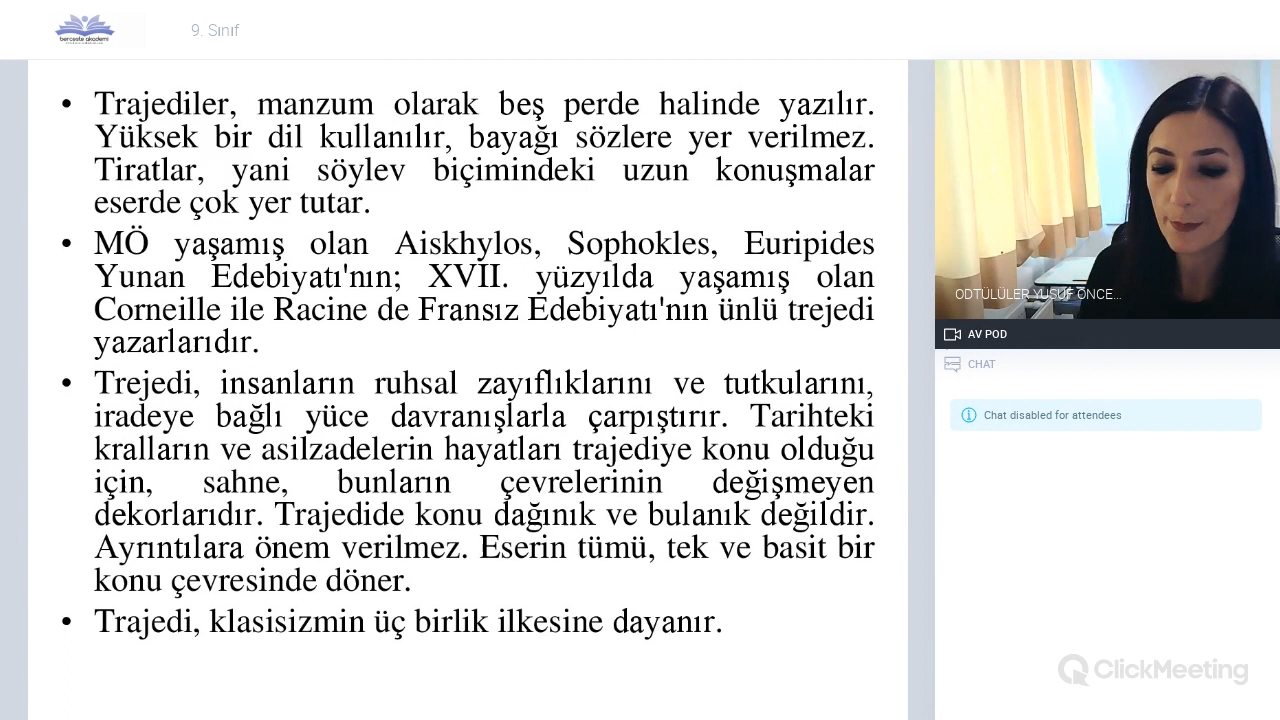 berceste akademi
9. Sınıf
• Trajediler, manzum olarak beş perde halinde yazılır.
Yüksek bir dil kullanılır, bayağı sözlere yer verilmez.
Tiratlar, yani söylev biçimindeki uzun konuşmalar
eserde çok yer tutar.
• MÖ yaşamış olan Aiskhylos, Sophokles, Euripides
Yunan Edebiyatı'nın; XVII. yüzyılda yaşamış olan
Corneille ile Racine de Fransız Edebiyatı'nın ünlü trejedi
yazarlarıdır.
• Trejedi, insanların ruhsal zayıflıklarını ve tutkularını,
iradeye bağlı yüce davranışlarla çarpıştırır. Tarihteki
kralların ve asilzadelerin hayatları trajediye konu olduğu
için, sahne, bunların çevrelerinin değişmeyen
dekorlarıdır. Trajedide konu dağınık ve bulanık değildir.
Ayrıntılara önem verilmez. Eserin tümü, tek ve basit bir
konu çevresinde döner.
• Trajedi, klasisizmin üç birlik ilkesine dayanır.
ODTÜLÜLER YUSUF ÖNCE...
AV POD
CHAT
Chat disabled for attendees
ClickMeeting